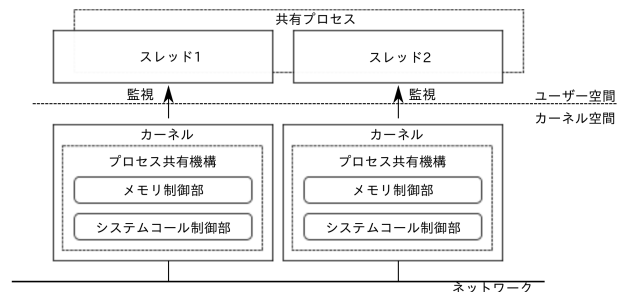 共有プロセス
スレッド1
スレッド2
監視
監視
ユーザー空間
カーネル空間
カーネル
プロセス共有機構
メモリ制御部
システムコール制御部
カーネル
プロセス共有機構
メモリ制御部
システムコール制御部
ネットワーク